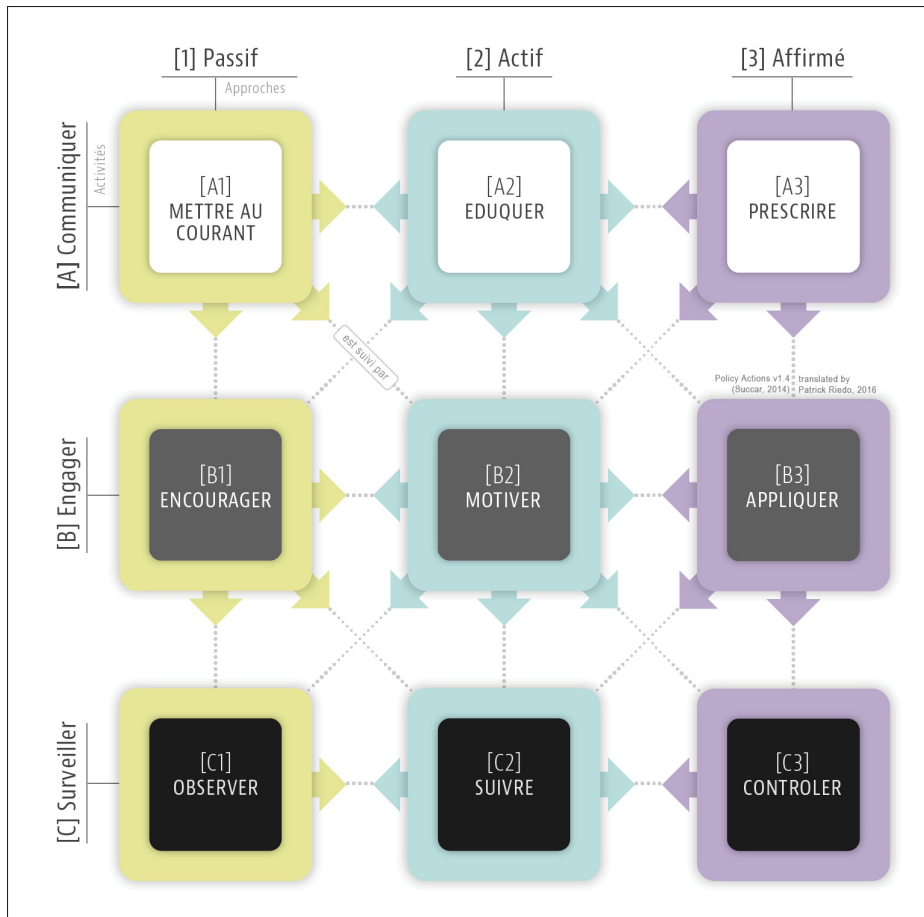 [1] Passif
[2] Actif
[3] Affirmé
Approches
[A] Communiquer
Activités
[A1]
METTRE AU
COURANT
[A2]
EDUQUER
[A3]
PRESCRIRE
est suivi par
Policy Actions v1.4
(Succar, 2014)
translated by
Patrick Riedo, 2016
[B] Engager
[B1]
ENCOURAGER
[B2]
MOTIVER
[B3]
APPLIQUER
[C] Surveiller
[C1]
OBSERVER
[C2]
SUIVRE
[C3]
CONTROLER